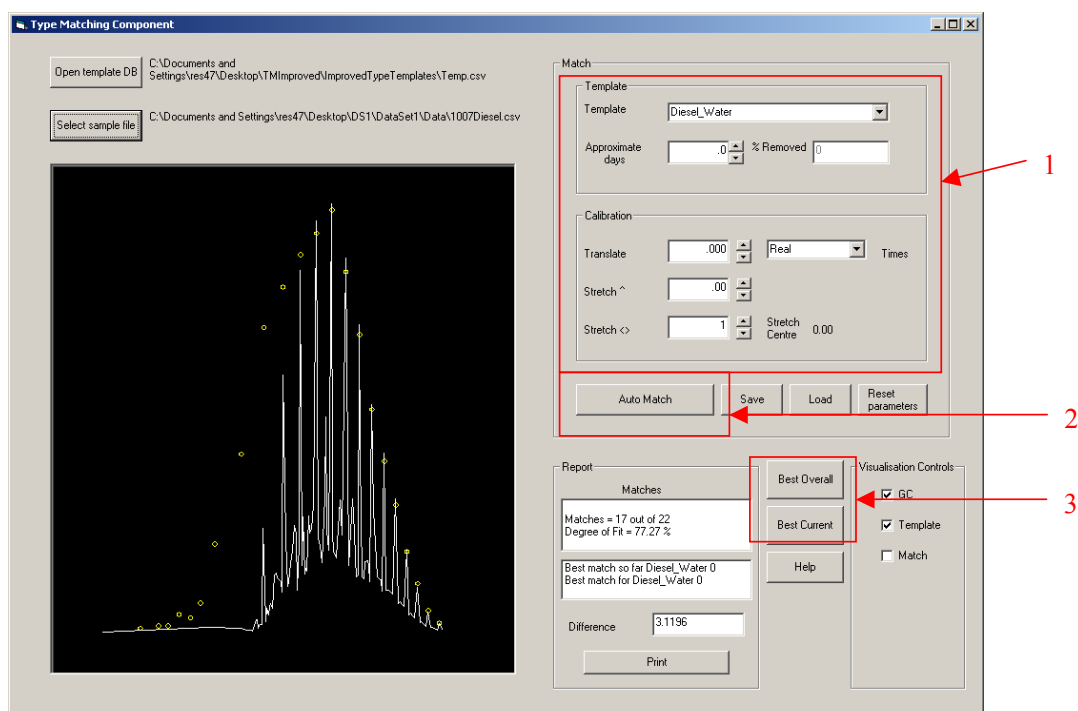 Type Matching Component
Open template DB
C:\Documents and
Settings\res47\Desktop\TMImproved\ImprovedTypeTemplates\Temp.csv
Select sample file
C:\Documents and Settings\res47\Desktop\DS1\DataSet1\Data\1007Diesel.csv
Match
Template
Template
Diesel_Water
Approximate
days
.0
% Removed
0
1
Calibration
Translate
.000
Real
Times
Stretch ^
.00
Stretch <>
1
Stretch
Centre
0.00
Auto Match
Save
Load
Reset
parameters
2
Report
Matches
Matches = 17 out of 22
Degree of Fit = 77.27 %
Best match so far Diesel_Water 0
Best match for Diesel_Water 0
Difference
3.1196
Print
Best Overall
Best Current
Help
Visualisation Controls
GC
Template
Match
3